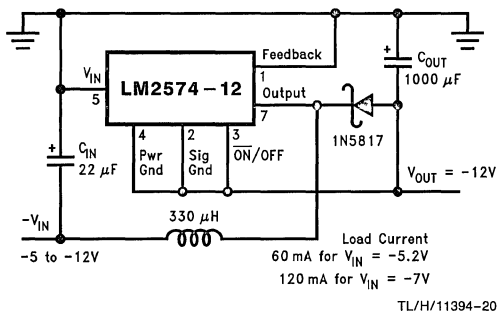 Feedback
1
+
C_OUT
1000 μF
V_IN
5
LM2574-12
Output
7
1N5817
4
Pwr
Gnd
2
Sig
Gnd
3
O̅N̅/OFF
+
C_IN
22 μF
V_OUT = -12V
330 μH
-V_IN
-5 to -12V
Load Current
60 mA for V_IN = -5.2V
120 mA for V_IN = -7V
TL/H/11394-20